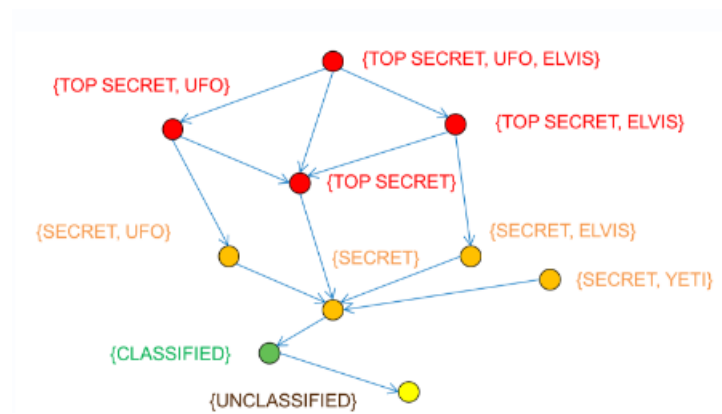 {TOP SECRET, UFO, ELVIS}
{TOP SECRET, UFO}
{TOP SECRET, ELVIS}
{TOP SECRET}
{SECRET, UFO}
{SECRET}
{SECRET, ELVIS}
{SECRET, YETI}
{CLASSIFIED}
{UNCLASSIFIED}